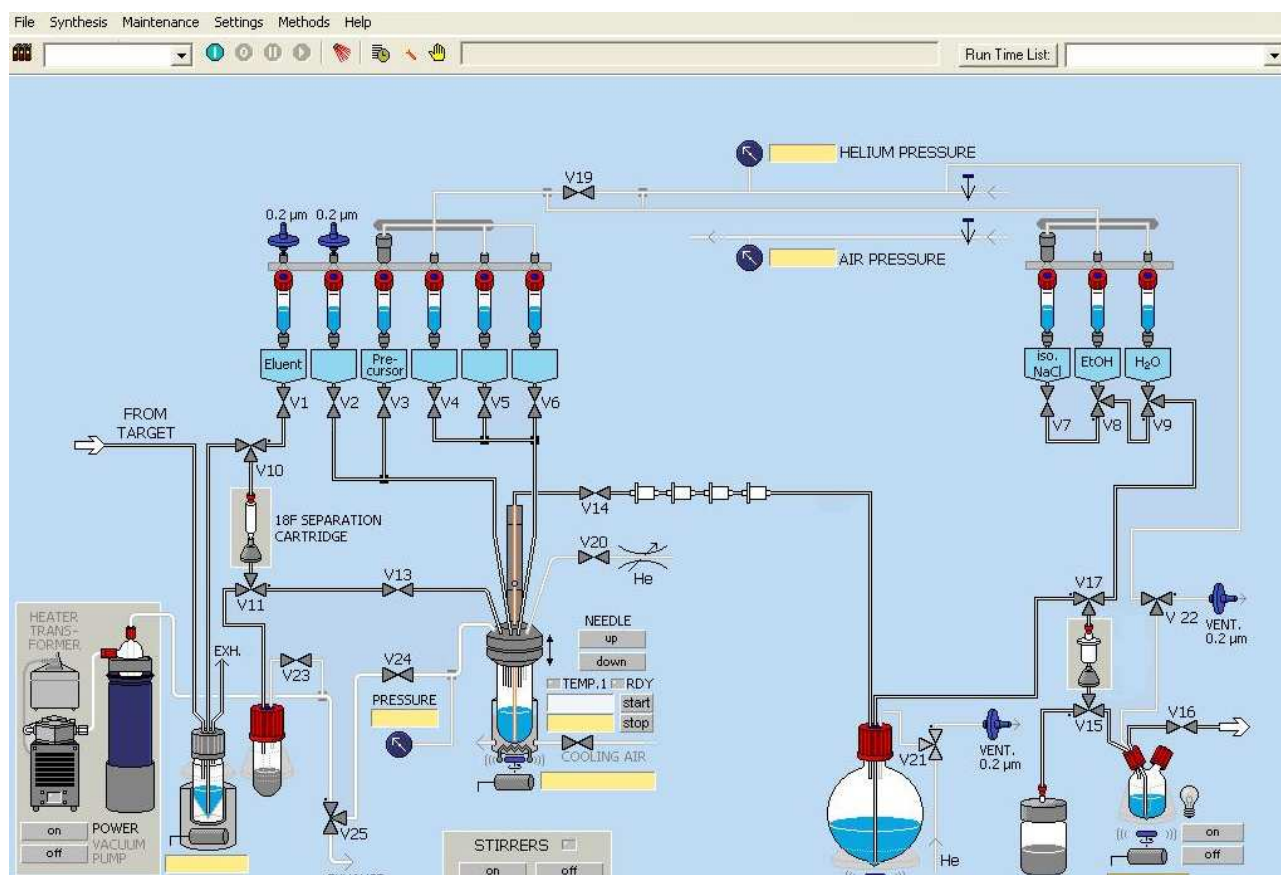 File Synthesis Maintenance Settings Methods Help
Run Time List:
HELIUM PRESSURE
V19
0.2 µm 0.2 µm
AIR PRESSURE
Eluent
Pre-
cursor
iso.
NaCl
EtOH
H₂O
V1
V2
V3
V4
V5
V6
V7
V8
V9
FROM
TARGET
V10
18F SEPARATION
CARTRIDGE
V14
V20
He
V13
V11
V17
HEATER
TRANS-
FORMER
EXH.
V23
V24
NEEDLE
up
down
V 22
VENT.
0.2 µm
PRESSURE
TEMP.1 RDY
start
stop
COOLING AIR
V15
V16
V21
VENT.
0.2 µm
V25
on
off
POWER
VACUUM
PUMP
STIRRERS
on off
He
on
off